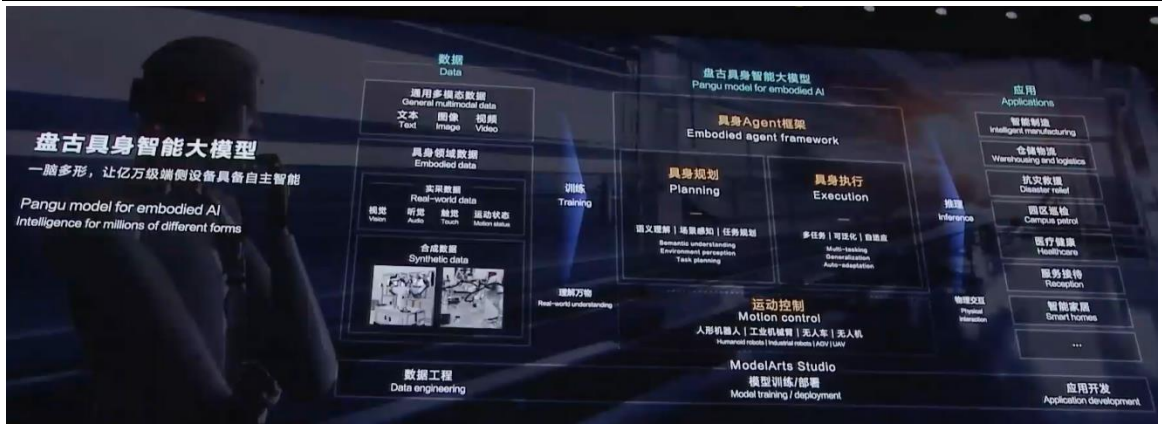 盘古具身智能大模型
一脑多形，让亿万级端侧设备具备自主智能
Pangu model for embodied AI
Intelligence for millions of different forms
数据
Data
通用多模态数据
General multimodal data
文本 图像 视频
Text Image Video
具身领域数据
Embodied data
实采数据
Real-world data
视觉 听觉 触觉 运动状态
Vision Audio Touch Motion status
合成数据
Synthetic data
数据工程
Data engineering
训练
Training
理解万物
Real-world understanding
盘古具身智能大模型
Pangu model for embodied AI
具身Agent框架
Embodied agent framework
具身规划
Planning
语义理解 | 场景感知 | 任务规划
Semantic understanding
Environment perception
Task planning
具身执行
Execution
多任务 | 可泛化 | 自适应
Multi-tasking
Generalization
Auto-adaptation
运动控制
Motion control
人形机器人 | 工业机械臂 | 无人车 | 无人机
Humanoid robots | Industrial robots | AGV | UAV
ModelArts Studio
模型训练/部署
Model training / deployment
推理
Inference
物理交互
Physical
interaction
应用
Applications
智能制造
Intelligent manufacturing
仓储物流
Warehousing and logistics
抗灾救援
Disaster relief
园区巡检
Campus patrol
医疗健康
Healthcare
服务接待
Reception
智能家居
Smart homes
...
应用开发
Application development